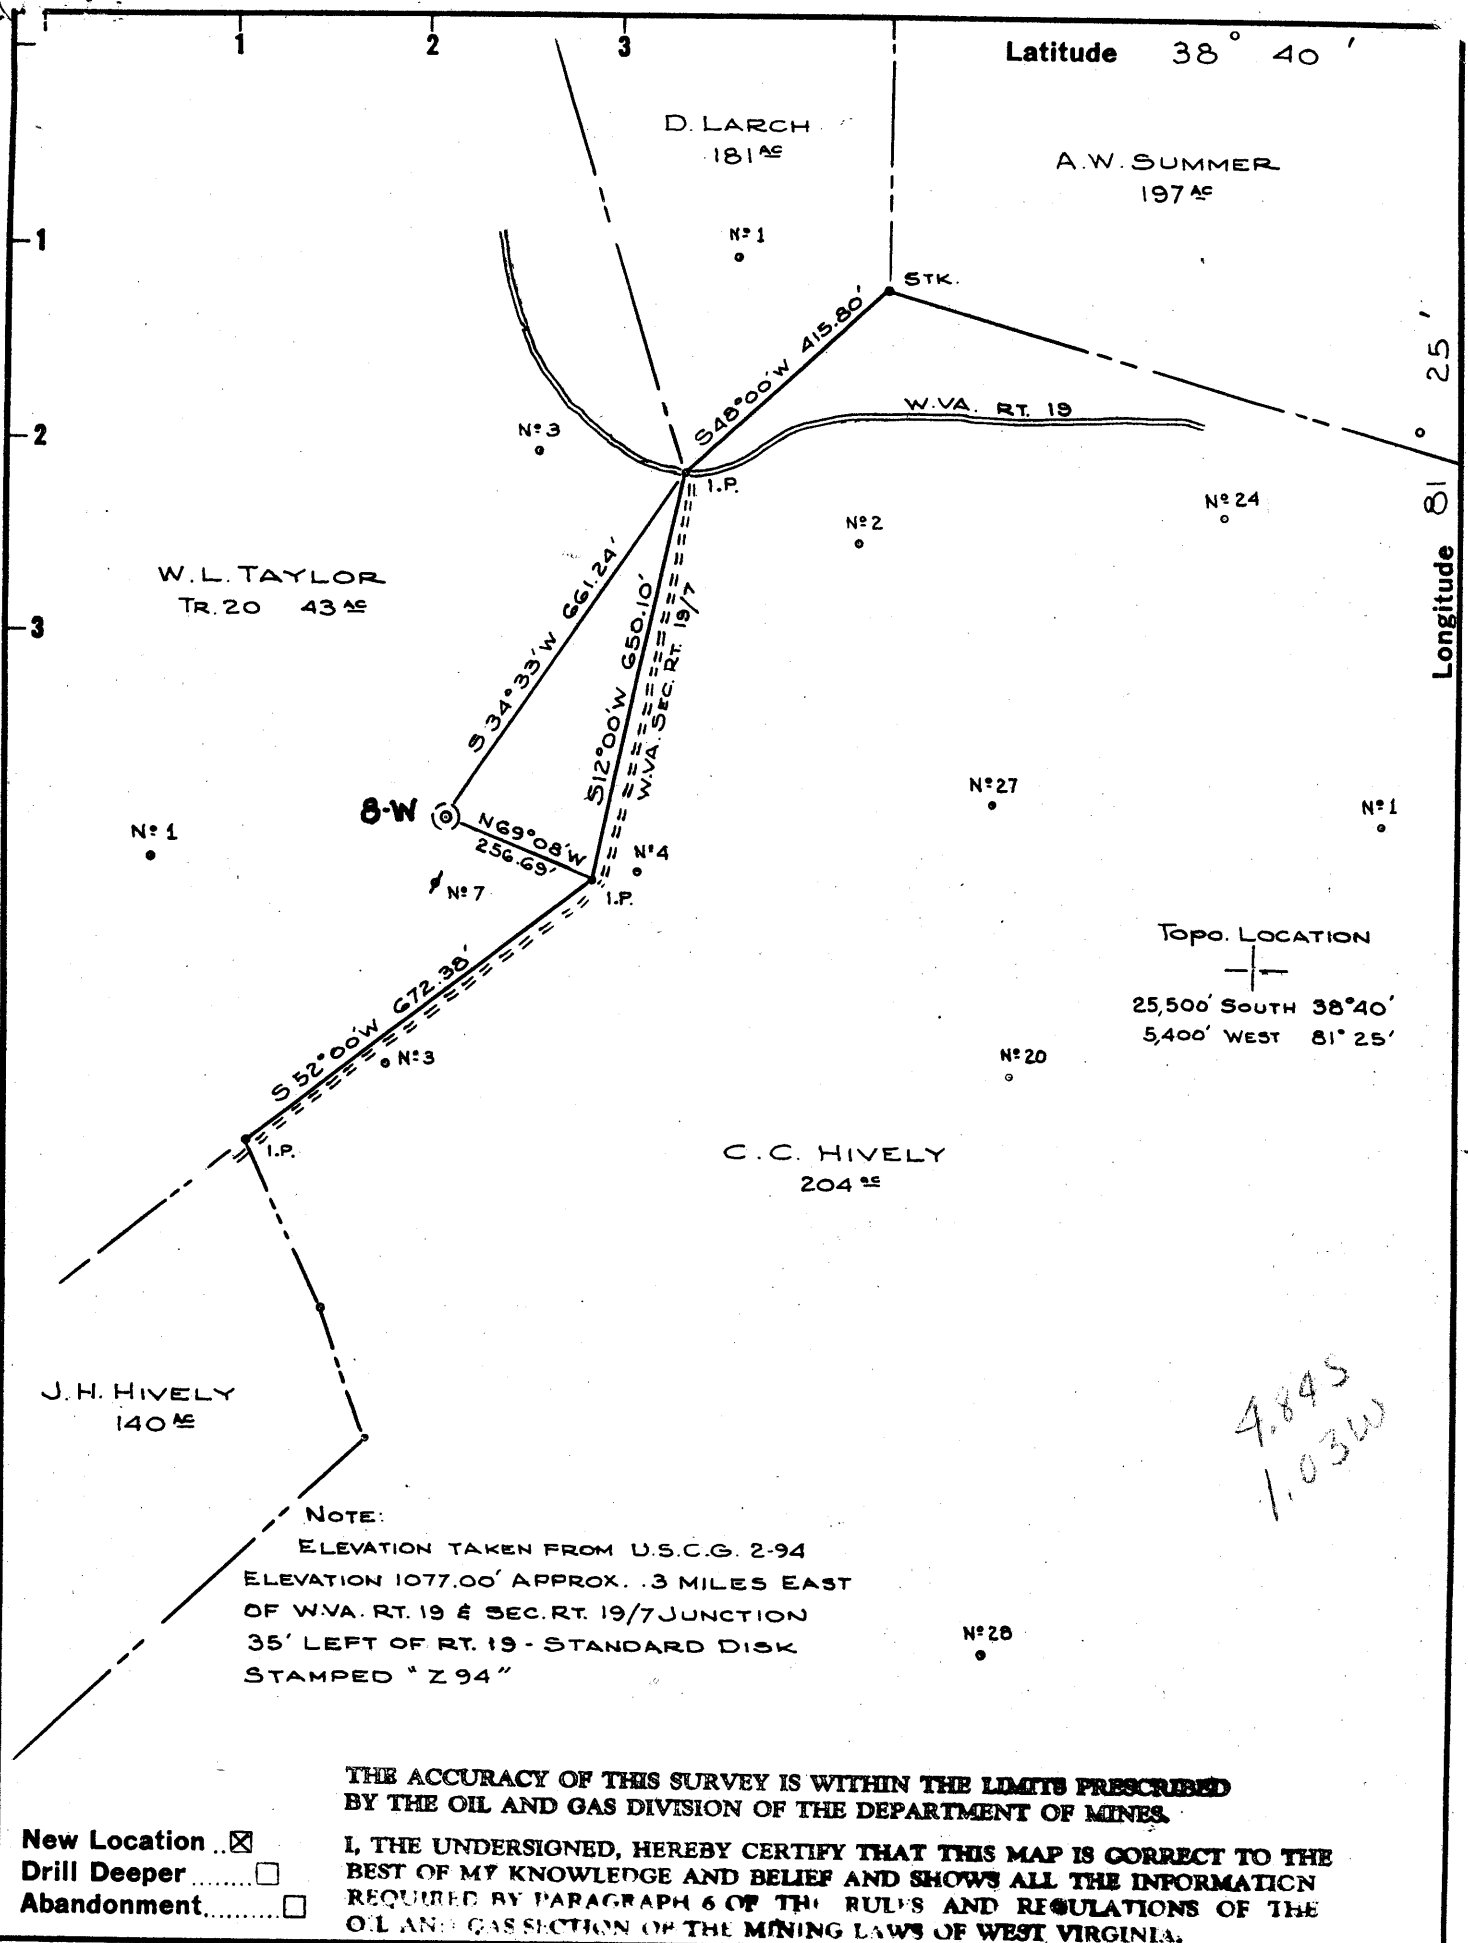 1 2 3
Latitude 38° 40'
D. LARCH
181 AC
A.W. SUMMER
197 AC
1
Nº 1
STK.
S48°00'W 415.80'
W.VA. RT. 19
Longitude 81° 25'
2
Nº 3
I.P.
Nº 2
Nº 24
W.L. TAYLOR
TR. 20 43 AC
3
S 34°33'W 661.24'
S12°00'W 650.10'
W.VA. SEC. RT. 19/7
8-W
Nº 27
Nº 1
Nº 1
N69°08'W
256.69'
Nº 4
Nº 7
I.P.
TOPO. LOCATION
25,500' SOUTH 38°40'
5,400' WEST 81° 25'
S 52°00'W 672.38'
Nº 3
Nº 20
I.P.
C.C. HIVELY
204 AC
J.H. HIVELY
140 AC
4.84S
1.03W
NOTE:
ELEVATION TAKEN FROM U.S.C.G. 2-94
ELEVATION 1077.00' APPROX. .3 MILES EAST
OF W.VA. RT. 19 & SEC. RT. 19/7 JUNCTION
35' LEFT OF RT. 19 - STANDARD DISK
STAMPED "Z 94"
Nº 28
THE ACCURACY OF THIS SURVEY IS WITHIN THE LIMITS PRESCRIBED
BY THE OIL AND GAS DIVISION OF THE DEPARTMENT OF MINES.
New Location..☒
Drill Deeper........☐
Abandonment..........☐
I, THE UNDERSIGNED, HEREBY CERTIFY THAT THIS MAP IS CORRECT TO THE
BEST OF MY KNOWLEDGE AND BELIEF AND SHOWS ALL THE INFORMATION
REQUIRED BY PARAGRAPH 6 OF THE RULES AND REGULATIONS OF THE
OIL AND GAS SECTION OF THE MINING LAWS OF WEST VIRGINIA.